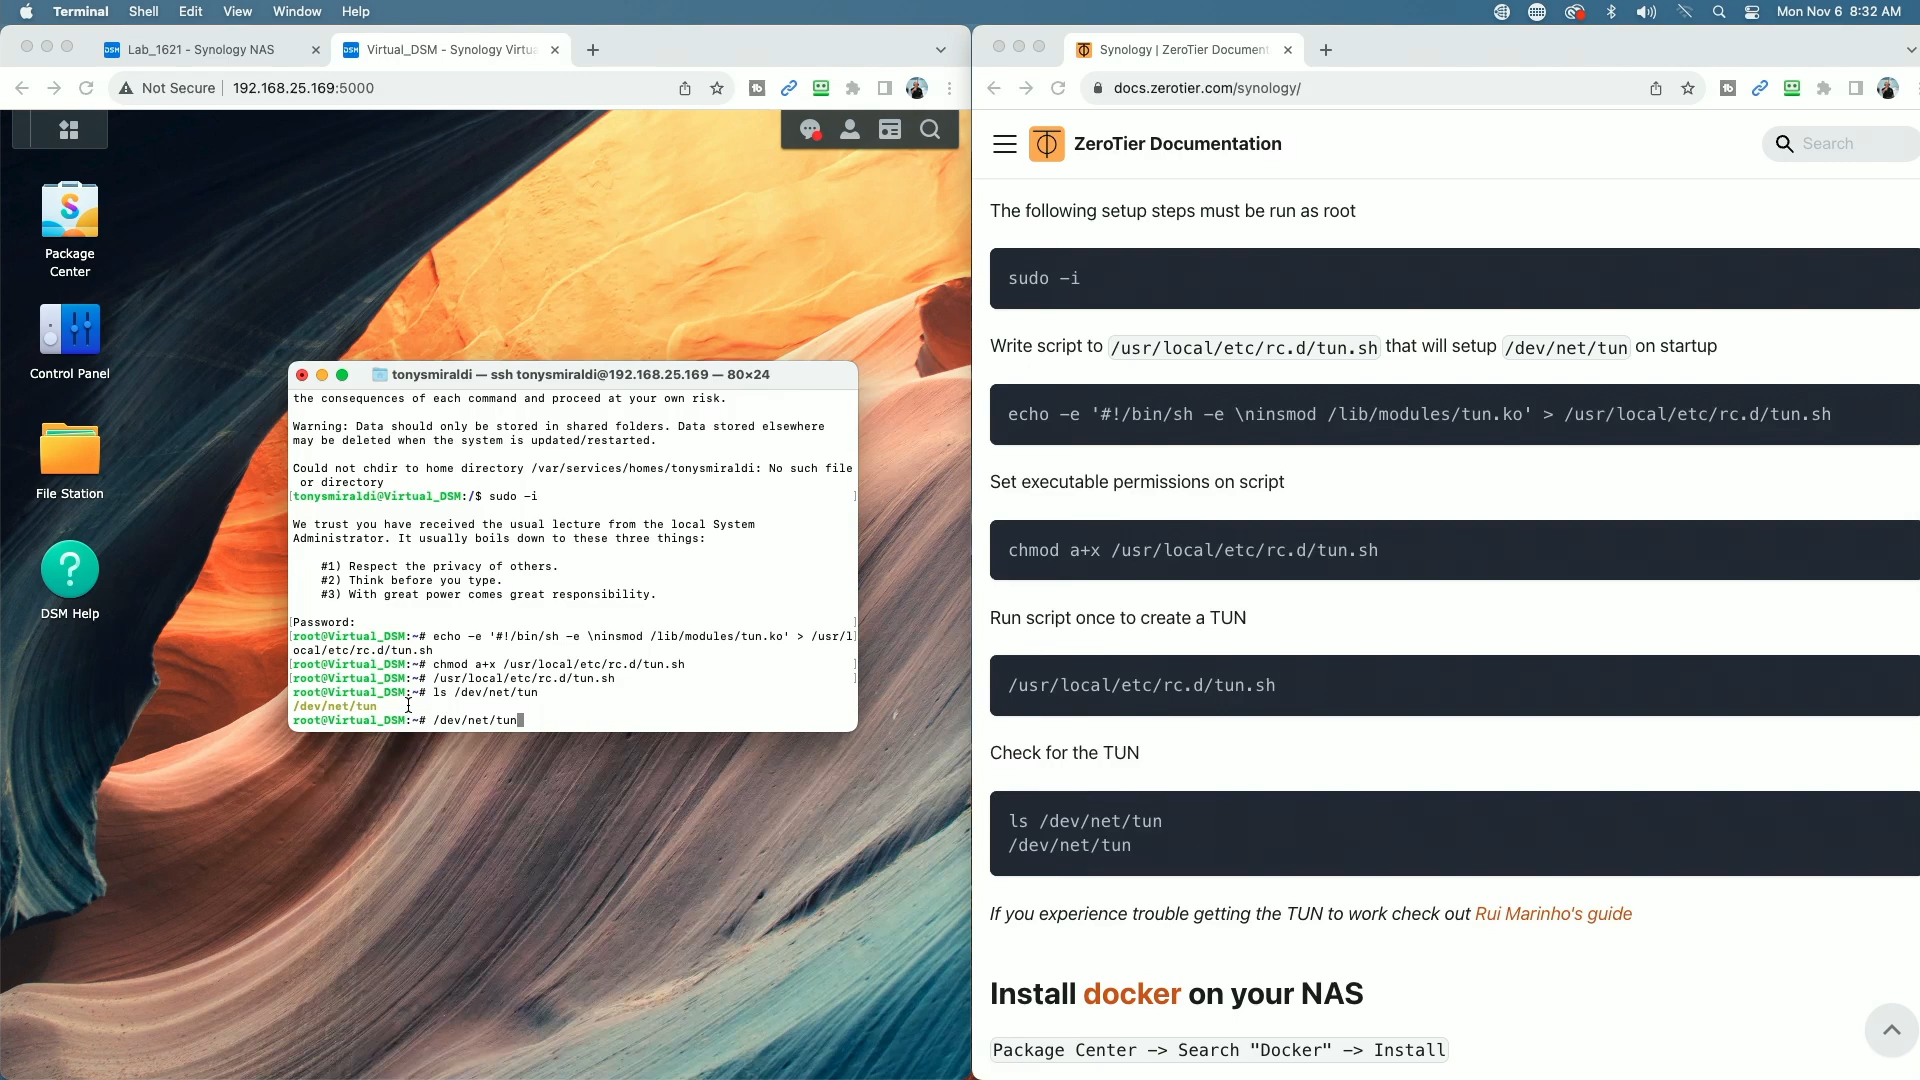 Terminal Shell Edit View Window Help
Mon Nov 6 8:32 AM
Lab_1621 - Synology NAS
Virtual_DSM - Synology Virtu
Not Secure 192.168.25.169:5000
Package
Center
Control Panel
File Station
?
DSM Help
tonysmiraldi — ssh tonysmiraldi@192.168.25.169 — 80×24
the consequences of each command and proceed at your own risk.
Warning: Data should only be stored in shared folders. Data stored elsewhere
may be deleted when the system is updated/restarted.
Could not chdir to home directory /var/services/homes/tonysmiraldi: No such file
or directory
[tonysmiraldi@Virtual_DSM:/$ sudo -i ]
We trust you have received the usual lecture from the local System
Administrator. It usually boils down to these three things:
#1) Respect the privacy of others.
#2) Think before you type.
#3) With great power comes great responsibility.
[Password: ]
[root@Virtual_DSM:~# echo -e '#!/bin/sh -e \ninsmod /lib/modules/tun.ko' > /usr/l]
ocal/etc/rc.d/tun.sh
[root@Virtual_DSM:~# chmod a+x /usr/local/etc/rc.d/tun.sh ]
[root@Virtual_DSM:~# /usr/local/etc/rc.d/tun.sh ]
root@Virtual_DSM:~# ls /dev/net/tun
/dev/net/tun
root@Virtual_DSM:~# /dev/net/tun
Synology | ZeroTier Document
docs.zerotier.com/synology/
ZeroTier Documentation
Search
The following setup steps must be run as root
sudo -i
Write script to /usr/local/etc/rc.d/tun.sh that will setup /dev/net/tun on startup
echo -e '#!/bin/sh -e \ninsmod /lib/modules/tun.ko' > /usr/local/etc/rc.d/tun.sh
Set executable permissions on script
chmod a+x /usr/local/etc/rc.d/tun.sh
Run script once to create a TUN
/usr/local/etc/rc.d/tun.sh
Check for the TUN
ls /dev/net/tun
/dev/net/tun
If you experience trouble getting the TUN to work check out Rui Marinho's guide
Install docker on your NAS
Package Center -> Search "Docker" -> Install